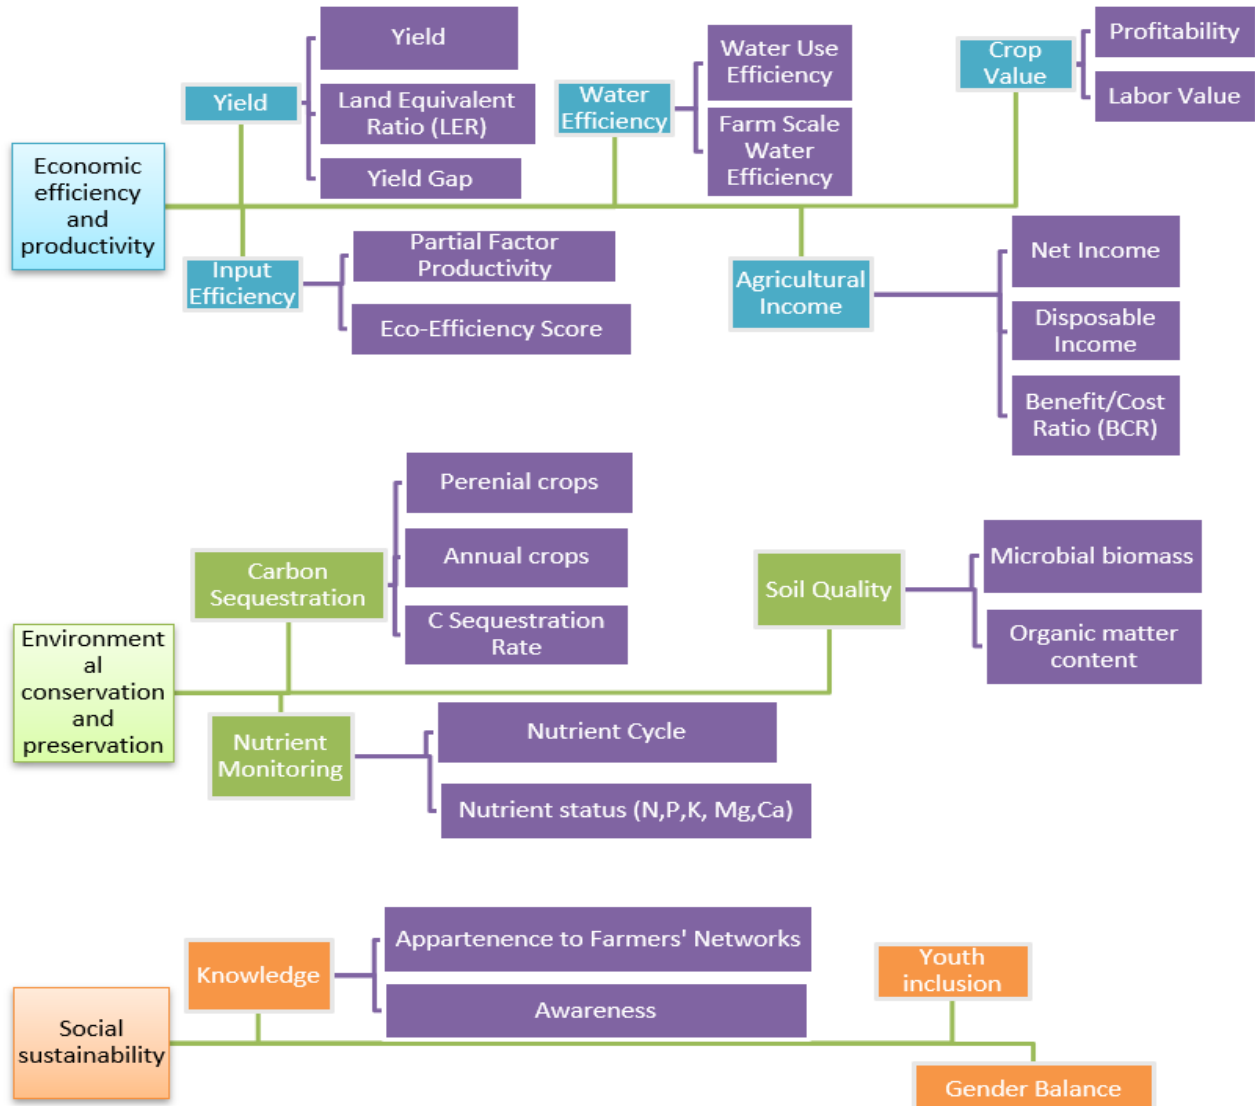 Economic
efficiency
and
productivity
Yield
Yield
Land Equivalent
Ratio (LER)
Yield Gap
Water
Efficiency
Water Use
Efficiency
Farm Scale
Water
Efficiency
Crop
Value
Profitability
Labor Value
Input
Efficiency
Partial Factor
Productivity
Eco-Efficiency Score
Agricultural
Income
Net Income
Disposable
Income
Benefit/Cost
Ratio (BCR)
Environment
al
conservation
and
preservation
Carbon
Sequestration
Perenial crops
Annual crops
C Sequestration
Rate
Soil Quality
Microbial biomass
Organic matter
content
Nutrient
Monitoring
Nutrient Cycle
Nutrient status (N,P,K, Mg,Ca)
Social
sustainability
Knowledge
Appartenence to Farmers' Networks
Awareness
Youth
inclusion
Gender Balance